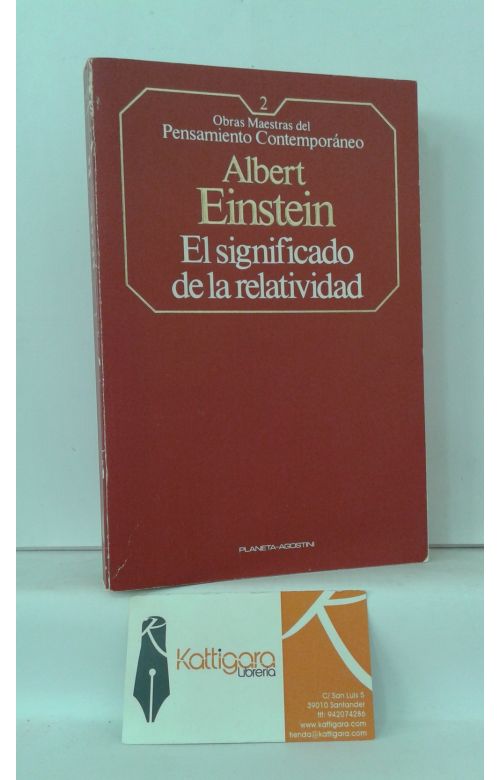 2
Obras Maestras del
Pensamiento Contemporáneo
Albert
Einstein
El significado
de la relatividad
PLANETA-AGOSTINI
Kattigara
Librería
C/ San Luis 5
39010 Santander
tlf: 942074286
www.kattigara.com
tienda@kattigara.com